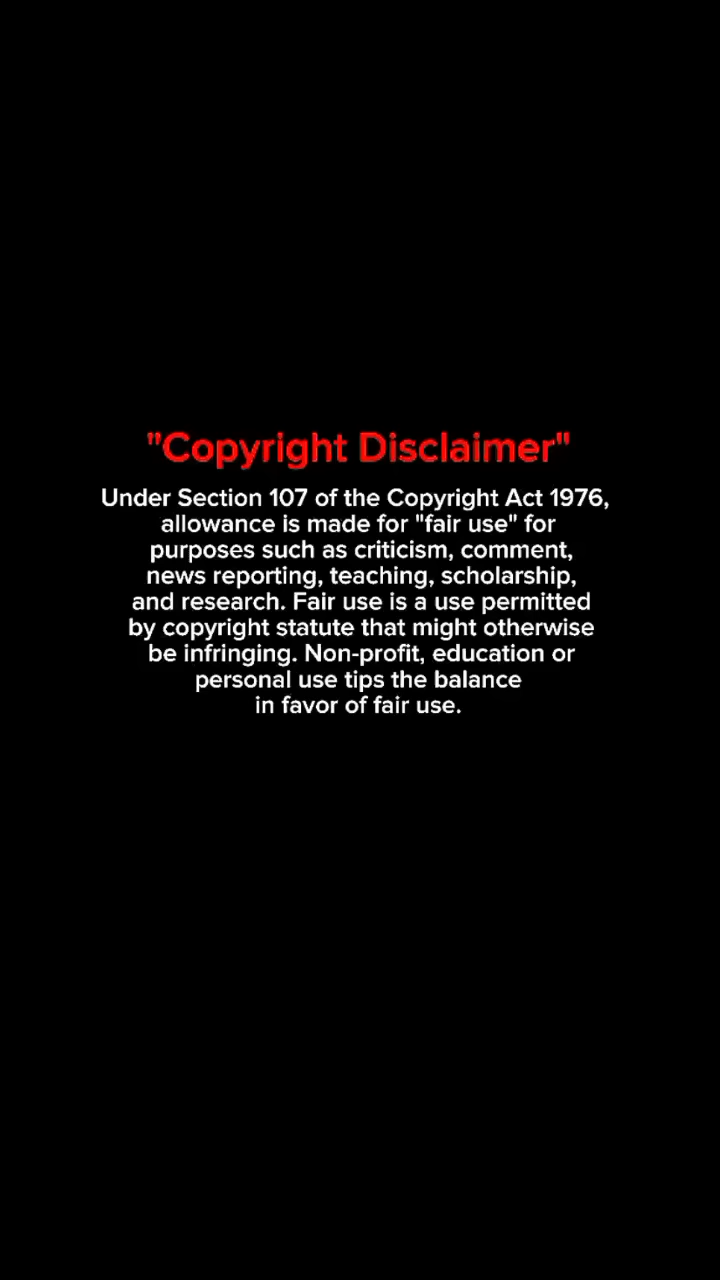 "Copyright Disclaimer"
Under Section 107 of the Copyright Act 1976,
allowance is made for "fair use" for
purposes such as criticism, comment,
news reporting, teaching, scholarship,
and research. Fair use is a use permitted
by copyright statute that might otherwise
be infringing. Non-profit, education or
personal use tips the balance
in favor of fair use.